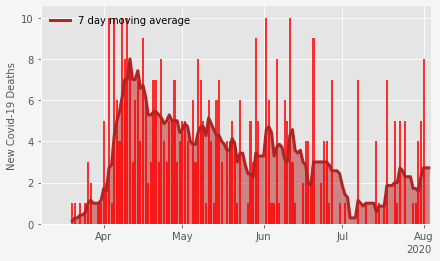 7 day moving average
New Covid-19 Deaths
10
8
6
4
2
0
Apr
May
Jun
Jul
Aug
2020